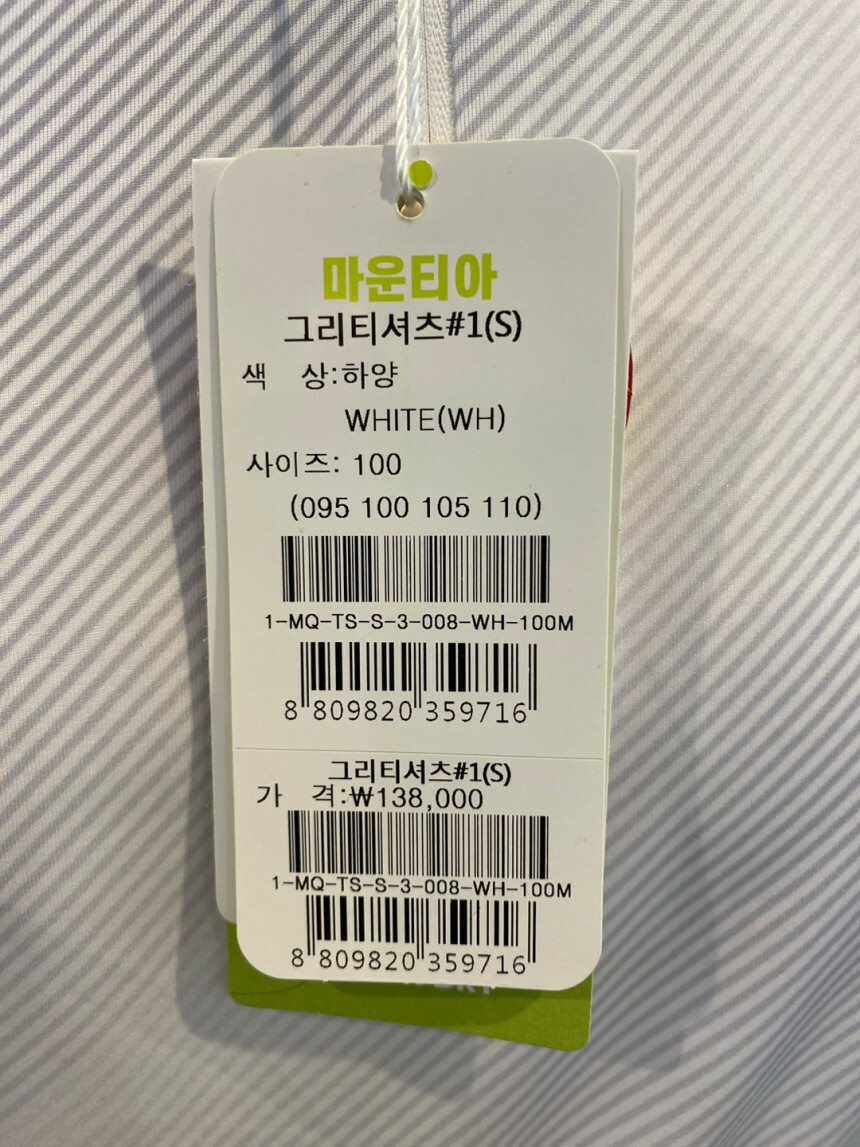 마운티아
그리티셔츠#1(S)
색 상:하양
WHITE(WH)
사이즈: 100
(095 100 105 110)
1-MQ-TS-S-3-008-WH-100M
8 809820 359716
그리티셔츠#1(S)
가 격:₩138,000
1-MQ-TS-S-3-008-WH-100M
8 809820 359716